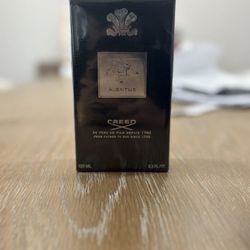 AVENTUS
CREED
DE PERE EN FILS DEPUIS 1760
FROM FATHER TO SON SINCE 1760
100 ML
3.3 FL.OZ